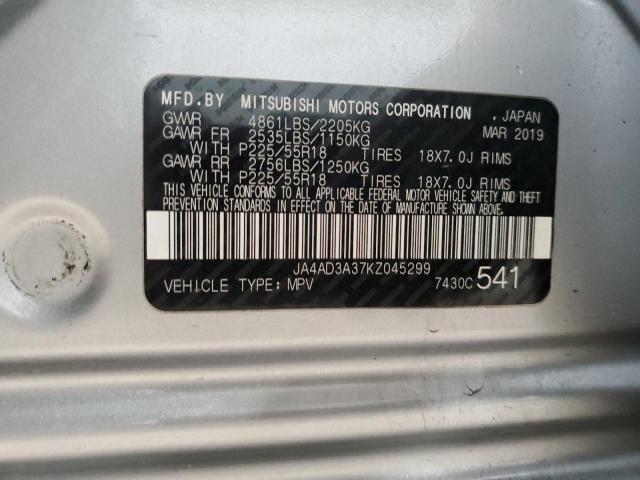 MFD.BY MITSUBISHI MOTORS CORPORATION , JAPAN
GVWR 4861LBS/2205KG MAR 2019
GAWR FR 2535LBS/1150KG
WITH P225/55R18 TIRES 18X7.0J RIMS
GAWR RR 2756LBS/1250KG
WITH P225/55R18 TIRES 18X7.0J RIMS
THIS VEHICLE CONFORMS TO ALL APPLICABLE FEDERAL MOTOR VEHICLE SAFETY AND THEFT
PREVENTION STANDARDS IN EFFECT ON THE DATE OF MANUFACTURE SHOWN ABOVE.
JA4AD3A37KZ045299
VEHICLE TYPE: MPV 7430C 541